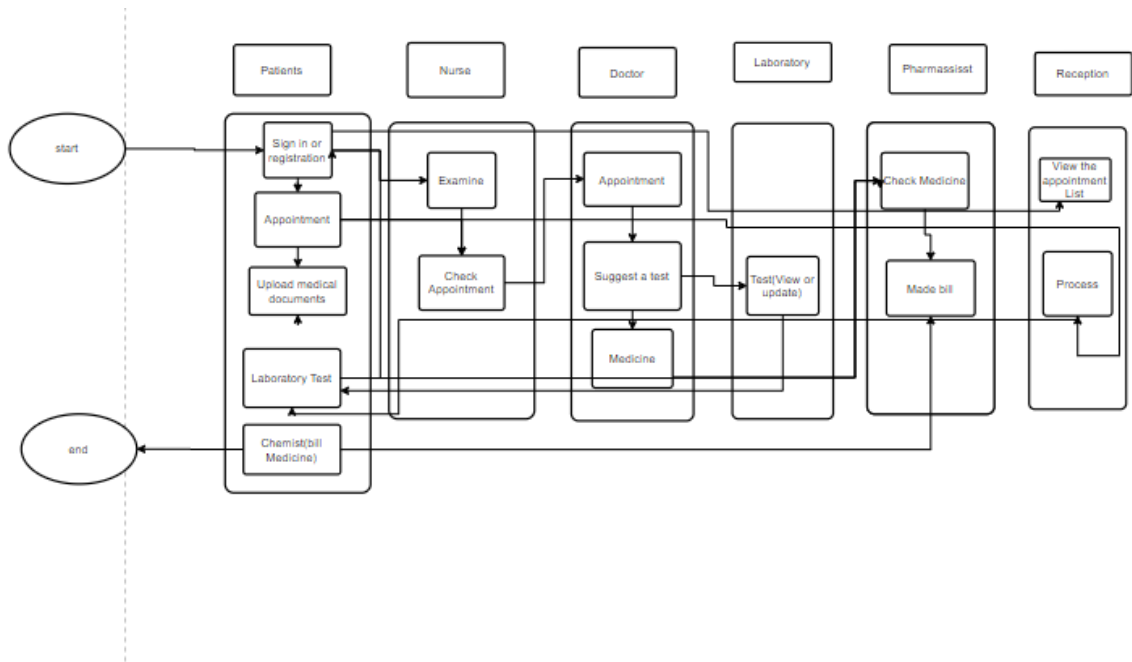 Patients
Nurse
Doctor
Laboratory
Pharmassisst
Reception
start
Sign in or
registration
Appointment
Upload medical
documents
Laboratory Test
Chemist(bill
Medicine)
end
Examine
Check
Appointment
Appointment
Suggest a test
Medicine
Test(View or
update)
Check Medicine
Made bill
View the
appointment
List
Process